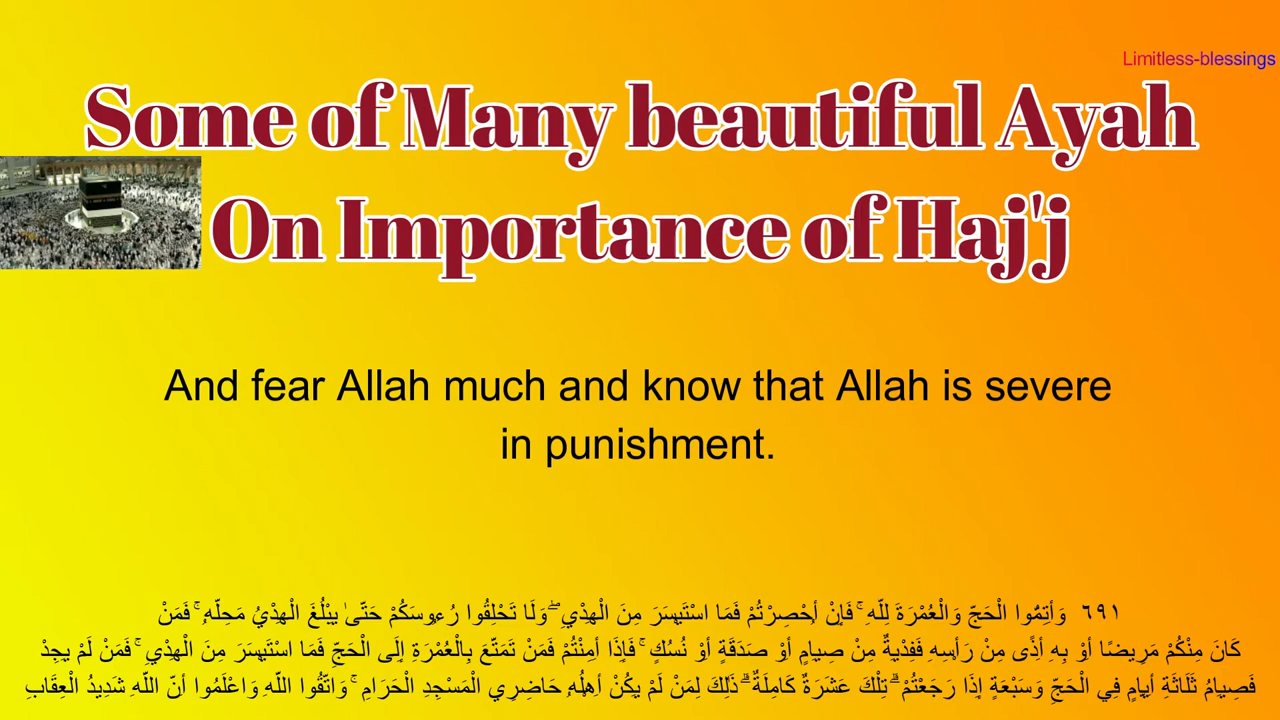 Limitless-blessings
Some of Many beautiful Ayah
On Importance of Haj'j
And fear Allah much and know that Allah is severe
in punishment.
٦٩١ وَأَتِمُّوا الْحَجَّ وَالْعُمْرَةَ لِلَّهِ ۚ فَإِنْ أُحْصِرْتُمْ فَمَا اسْتَيْسَرَ مِنَ الْهَدْيِ ۖ وَلَا تَحْلِقُوا رُءُوسَكُمْ حَتَّىٰ يَبْلُغَ الْهَدْيُ مَحِلَّهُ ۚ فَمَنْ
كَانَ مِنْكُمْ مَرِيضًا أَوْ بِهِ أَذًى مِنْ رَأْسِهِ فَفِدْيَةٌ مِنْ صِيَامٍ أَوْ صَدَقَةٍ أَوْ نُسُكٍ ۚ فَإِذَا أَمِنْتُمْ فَمَنْ تَمَتَّعَ بِالْعُمْرَةِ إِلَى الْحَجِّ فَمَا اسْتَيْسَرَ مِنَ الْهَدْيِ ۚ فَمَنْ لَمْ يَجِدْ
فَصِيَامُ ثَلَاثَةِ أَيَّامٍ فِي الْحَجِّ وَسَبْعَةٍ إِذَا رَجَعْتُمْ ۗ تِلْكَ عَشَرَةٌ كَامِلَةٌ ۗ ذَٰلِكَ لِمَنْ لَمْ يَكُنْ أَهْلُهُ حَاضِرِي الْمَسْجِدِ الْحَرَامِ ۚ وَاتَّقُوا اللَّهَ وَاعْلَمُوا أَنَّ اللَّهَ شَدِيدُ الْعِقَابِ